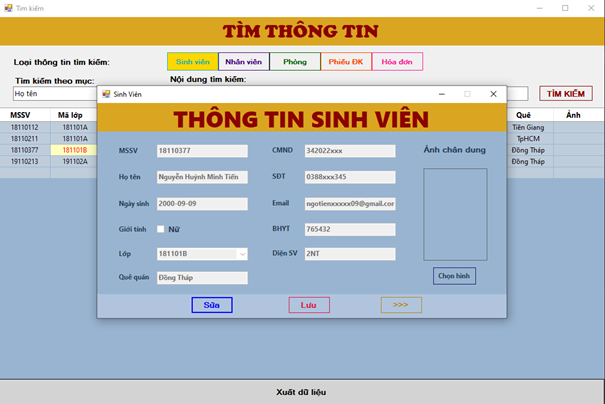 Tìm kiếm
TÌM THÔNG TIN
Loại thông tin tìm kiếm:
Sinh viên
Nhân viên
Phòng
Phiếu ĐK
Hóa đơn
Tìm kiếm theo mục:
Nội dung tìm kiếm:
Họ tên
TÌM KIẾM
MSSV Mã lớp Quê Ảnh
18110112 181101A Tiền Giang
18110211 181101A TpHCM
18110377 181101B Đồng Tháp
19110213 191102A Đồng Tháp
Sinh Viên
THÔNG TIN SINH VIÊN
MSSV 18110377 CMND 342022xxx Ảnh chân dung
Họ tên Nguyễn Huỳnh Minh Tiến SĐT 0388xxx345
Ngày sinh 2000-09-09 Email ngotienxxxxx09@gmail.com
Giới tính Nữ BHYT 765432
Lớp 181101B Diện SV 2NT
Quê quán Đồng Tháp Chọn hình
Sửa Lưu >>>
Xuất dữ liệu